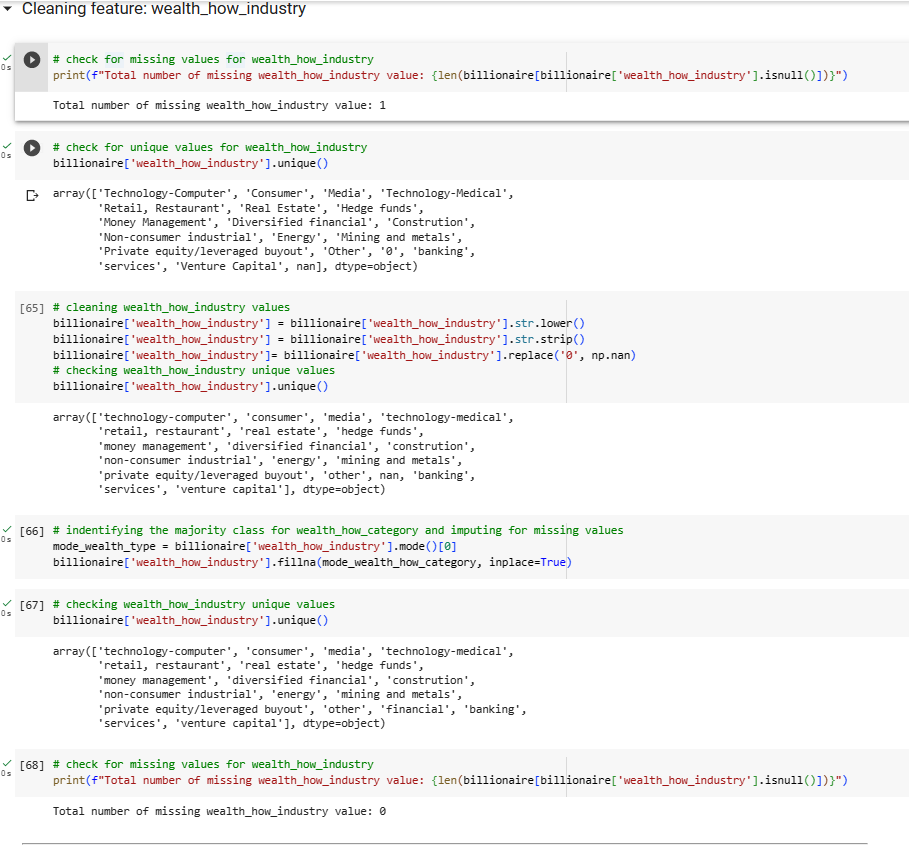 Cleaning feature: wealth_how_industry
0s
# check for missing values for wealth_how_industry
print(f"Total number of missing wealth_how_industry value: {len(billionaire[billionaire['wealth_how_industry'].isnull()])}")
Total number of missing wealth_how_industry value: 1
0s
# check for unique values for wealth_how_industry
billionaire['wealth_how_industry'].unique()
array(['Technology-Computer', 'Consumer', 'Media', 'Technology-Medical',
'Retail, Restaurant', 'Real Estate', 'Hedge funds',
'Money Management', 'Diversified financial', 'Constrution',
'Non-consumer industrial', 'Energy', 'Mining and metals',
'Private equity/leveraged buyout', 'Other', '0', 'banking',
'services', 'Venture Capital', nan], dtype=object)
[65] # cleaning wealth_how_industry values
billionaire['wealth_how_industry'] = billionaire['wealth_how_industry'].str.lower()
billionaire['wealth_how_industry'] = billionaire['wealth_how_industry'].str.strip()
billionaire['wealth_how_industry']= billionaire['wealth_how_industry'].replace('0', np.nan)
# checking wealth_how_industry unique values
billionaire['wealth_how_industry'].unique()
array(['technology-computer', 'consumer', 'media', 'technology-medical',
'retail, restaurant', 'real estate', 'hedge funds',
'money management', 'diversified financial', 'constrution',
'non-consumer industrial', 'energy', 'mining and metals',
'private equity/leveraged buyout', 'other', nan, 'banking',
'services', 'venture capital'], dtype=object)
0s
[66] # indentifying the majority class for wealth_how_category and imputing for missing values
mode_wealth_type = billionaire['wealth_how_industry'].mode()[0]
billionaire['wealth_how_industry'].fillna(mode_wealth_how_category, inplace=True)
0s
[67] # checking wealth_how_industry unique values
billionaire['wealth_how_industry'].unique()
array(['technology-computer', 'consumer', 'media', 'technology-medical',
'retail, restaurant', 'real estate', 'hedge funds',
'money management', 'diversified financial', 'constrution',
'non-consumer industrial', 'energy', 'mining and metals',
'private equity/leveraged buyout', 'other', 'financial', 'banking',
'services', 'venture capital'], dtype=object)
0s
[68] # check for missing values for wealth_how_industry
print(f"Total number of missing wealth_how_industry value: {len(billionaire[billionaire['wealth_how_industry'].isnull()])}")
Total number of missing wealth_how_industry value: 0